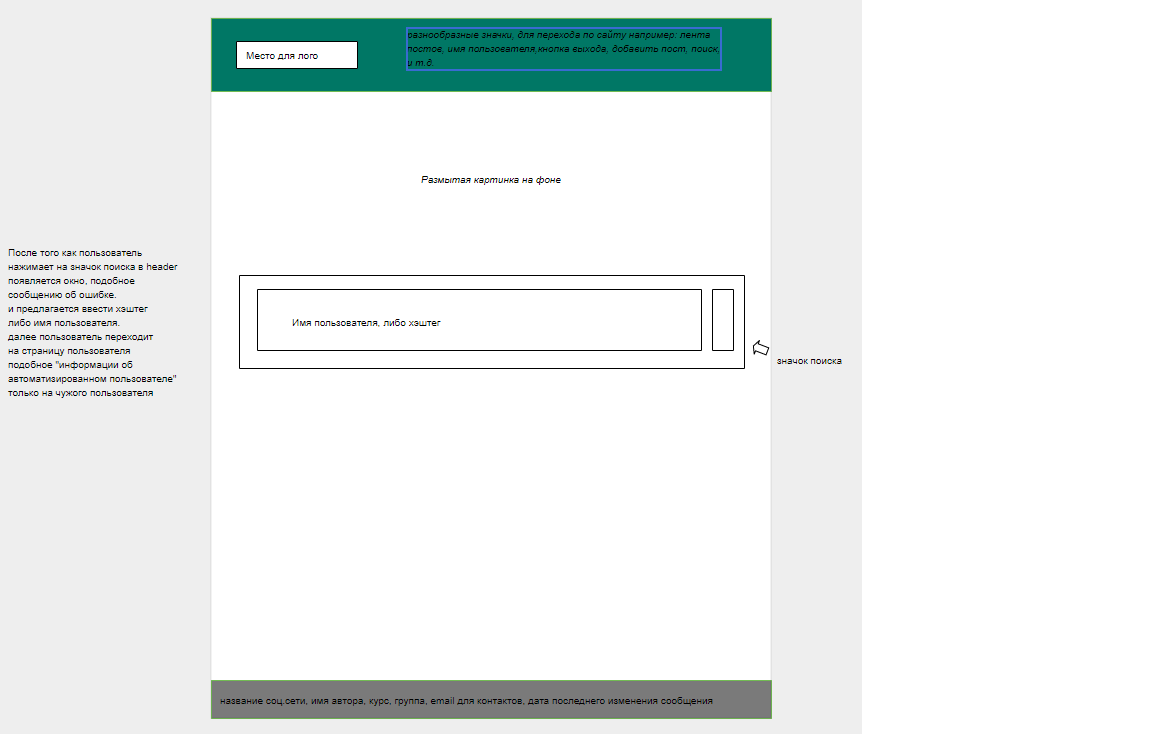 Место для лого
разнообразные значки, для перехода по сайту например: лента
постов, имя пользователя,кнопка выхода, добавить пост, поиск,
и т.д.
Размытая картинка на фоне
После того как пользователь
нажимает на значок поиска в header
появляется окно, подобное
сообщению об ошибке.
и предлагается ввести хэштег
либо имя пользователя.
далее пользователь переходит
на страницу пользователя
подобное "информации об
автоматизированном пользователе"
только на чужого пользователя
Имя пользователя, либо хэштег
значок поиска
название соц.сети, имя автора, курс, группа, email для контактов, дата последнего изменения сообщения